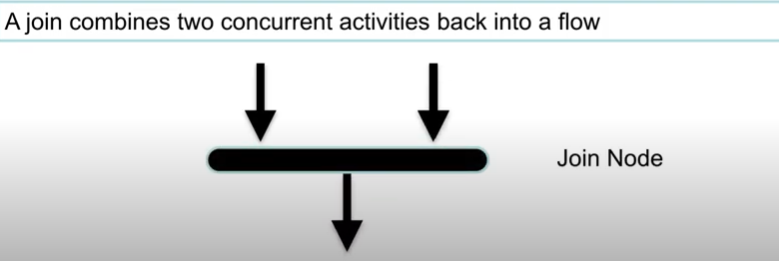 A join combines two concurrent activities back into a flow
Join Node